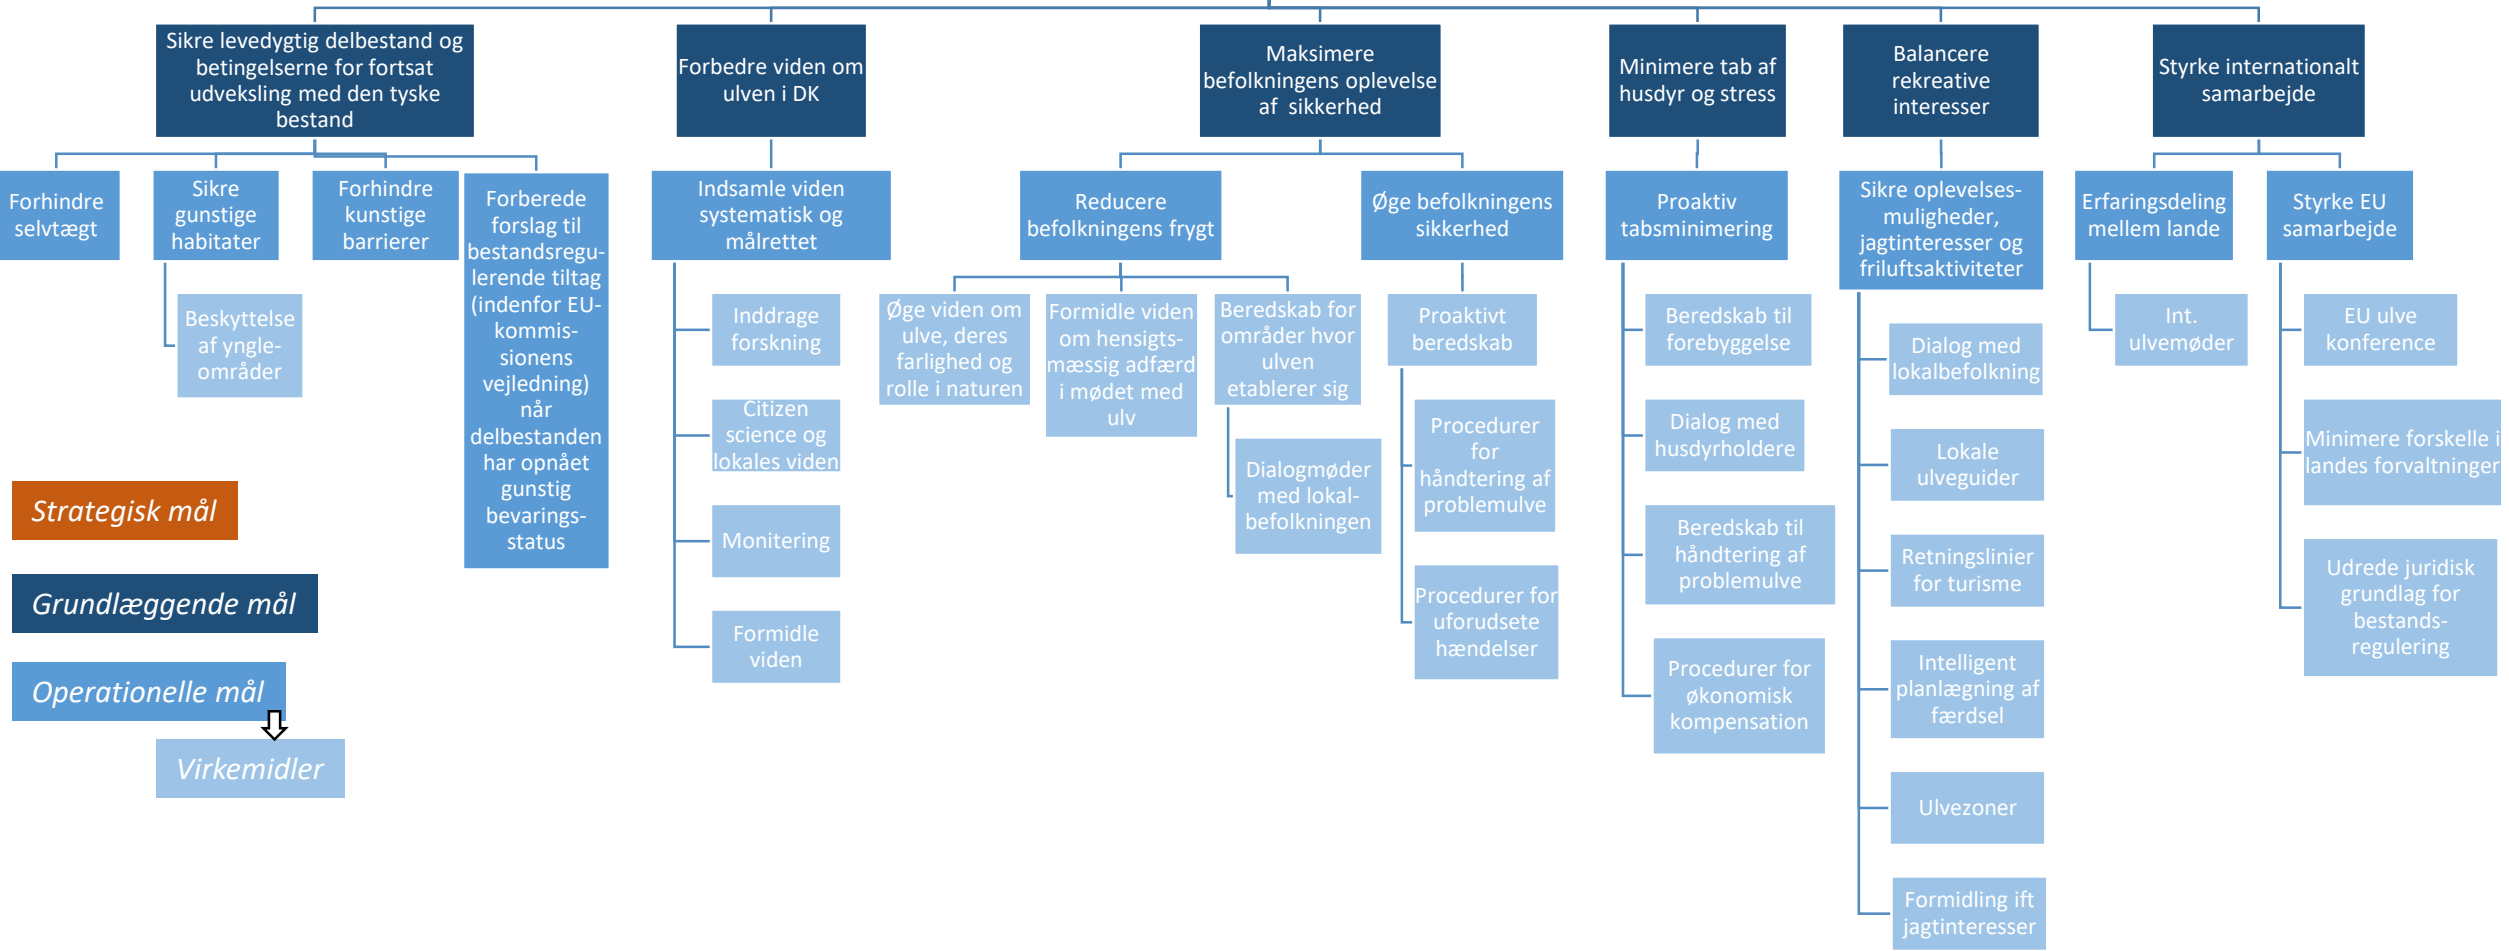 Sikre levedygtig delbestand og
betingelserne for fortsat
udveksling med den tyske
bestand
Forhindre
selvtægt
Sikre
gunstige
habitater
Beskyttelse
af yngle-
områder
Forhindre
kunstige
barrierer
Forberede
forslag til
bestandsregu-
lerende tiltag
(indenfor EU-
kommis-
sionens
vejledning)
når
delbestanden
har opnået
gunstig
bevarings-
status
Forbedre viden om
ulven i DK
Indsamle viden
systematisk og
målrettet
Inddrage
forskning
Citizen
science og
lokales viden
Monitering
Formidle
viden
Maksimere
befolkningens oplevelse
af  sikkerhed
Reducere
befolkningens frygt
Øge viden om
ulve, deres
farlighed og
rolle i naturen
Formidle viden
om hensigts-
mæssig adfærd
i mødet med
ulv
Beredskab for
områder hvor
ulven
etablerer sig
Dialogmøder
med lokal-
befolkningen
Øge befolkningens
sikkerhed
Proaktivt
beredskab
Procedurer
for
håndtering af
problemulve
Procedurer for
uforudsete
hændelser
Minimere tab af
husdyr og stress
Proaktiv
tabsminimering
Beredskab til
forebyggelse
Dialog med
husdyrholdere
Beredskab til
håndtering af
problemulve
Procedurer for
økonomisk
kompensation
Balancere
rekreative
interesser
Sikre oplevelses-
muligheder,
jagtinteresser og
friluftsaktiviteter
Dialog med
lokalbefolkning
Lokale
ulveguider
Retningslinier
for turisme
Intelligent
planlægning af
færdsel
Ulvezoner
Formidling ift
jagtinteresser
Styrke internationalt
samarbejde
Erfaringsdeling
mellem lande
Int.
ulvemøder
Styrke EU
samarbejde
EU ulve
konference
Minimere forskelle i
landes forvaltninger
Udrede juridisk
grundlag for
bestands-
regulering
Strategisk mål
Grundlæggende mål
Operationelle mål
Virkemidler